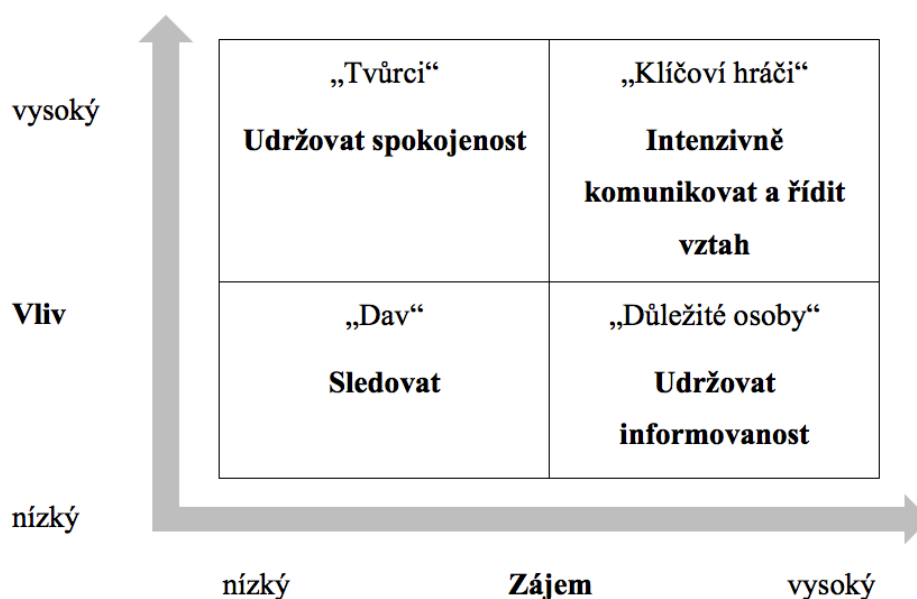 vysoký
„Tvůrci“
Udržovat spokojenost
„Klíčoví hráči“
Intenzivně
komunikovat a řídit
vztah
Vliv
„Dav“
Sledovat
„Důležité osoby“
Udržovat
informovanost
nízký
nízký
Zájem
vysoký